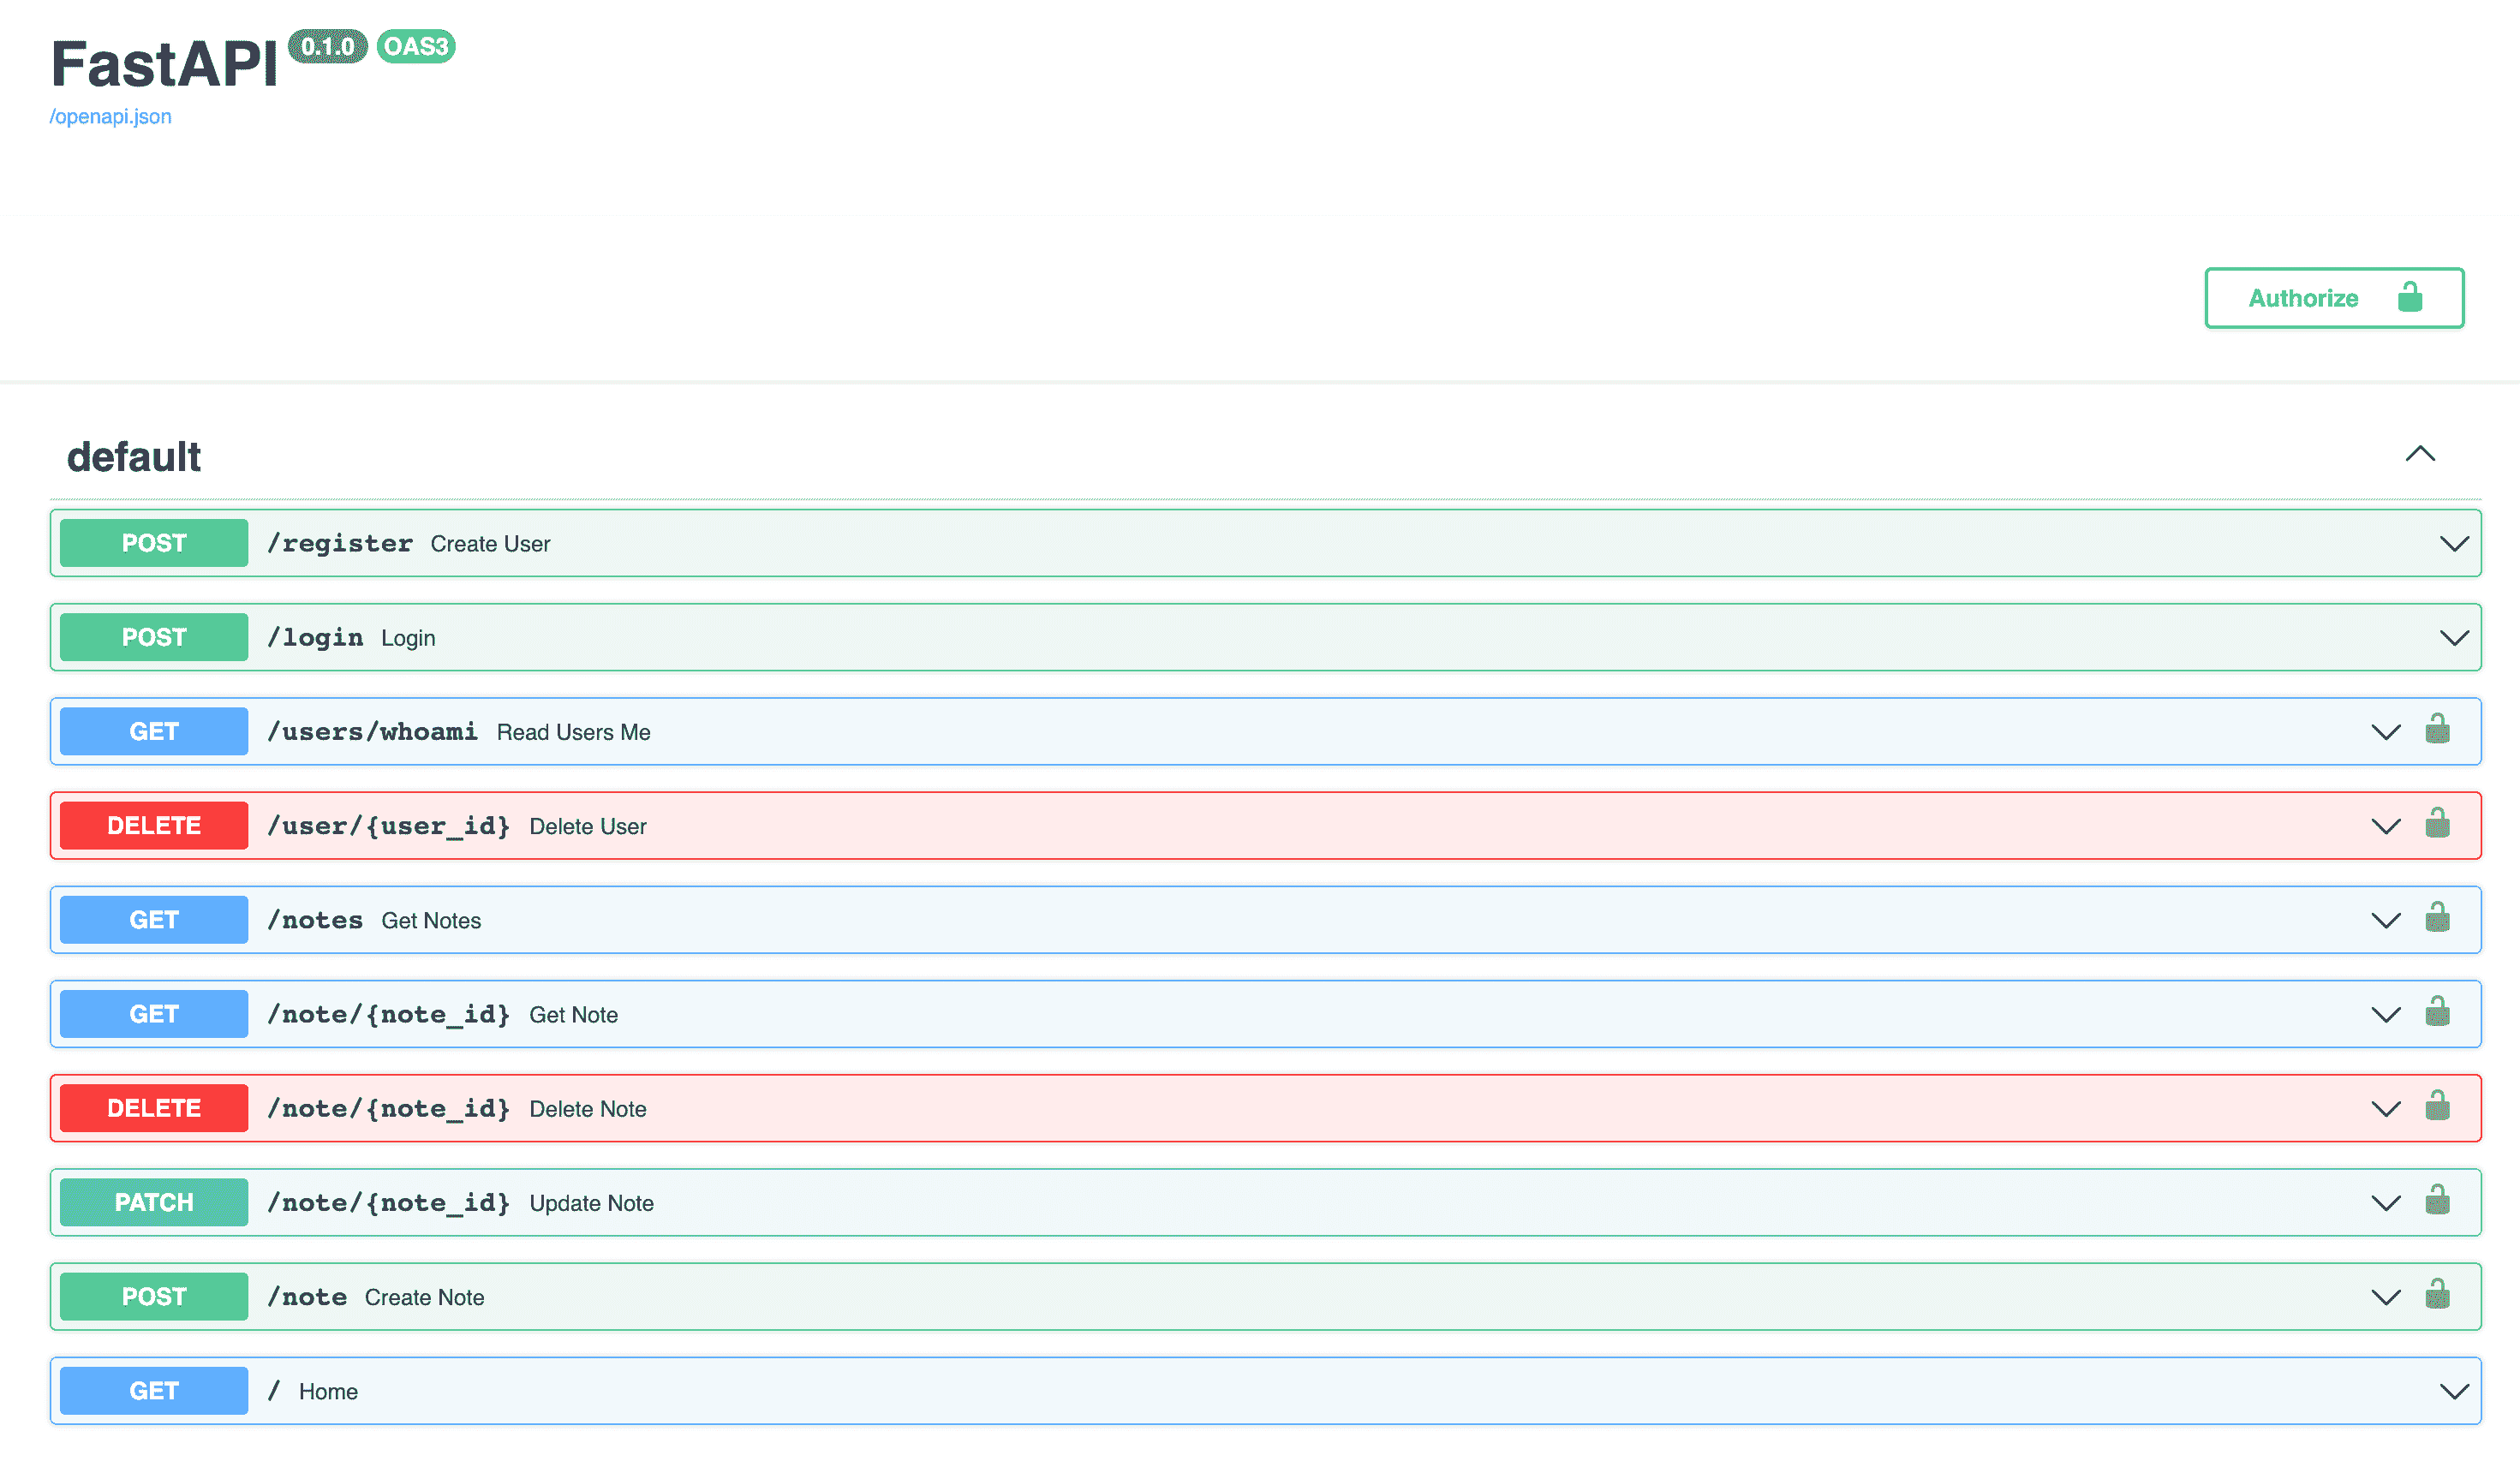 FastAPI 0.1.0 OAS3
/openapi.json
Authorize
default
POST /register Create User
POST /login Login
GET /users/whoami Read Users Me
DELETE /user/{user_id} Delete User
GET /notes Get Notes
GET /note/{note_id} Get Note
DELETE /note/{note_id} Delete Note
PATCH /note/{note_id} Update Note
POST /note Create Note
GET / Home